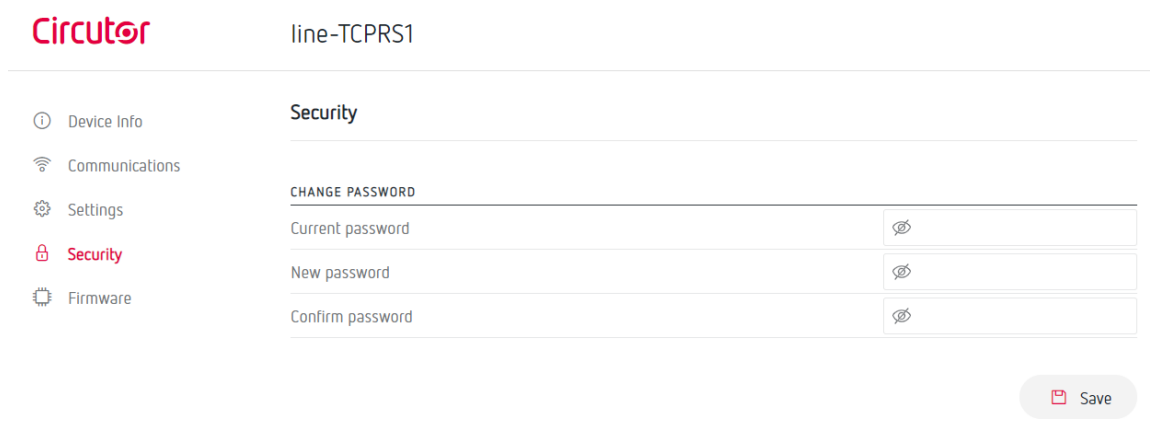 Circutor
line-TCPRS1
Device Info
Communications
Settings
Security
Firmware
Security
CHANGE PASSWORD
Current password
New password
Confirm password
Save